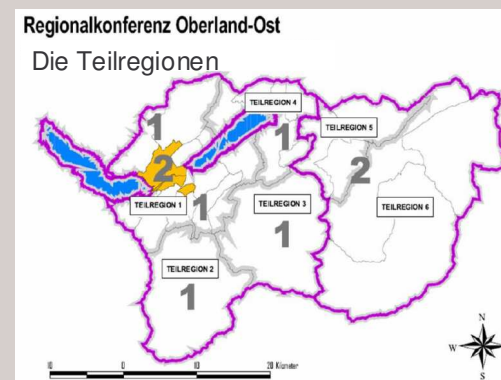 Regionalkonferenz Oberland-Ost
Die Teilregionen
TEILREGION 4
1
1
TEILREGION 5
2
2
TEILREGION 1
1
TEILREGION 3
TEILREGION 6
1
TEILREGION 2
1
N
W
S
10 0 10 20 Kilometer